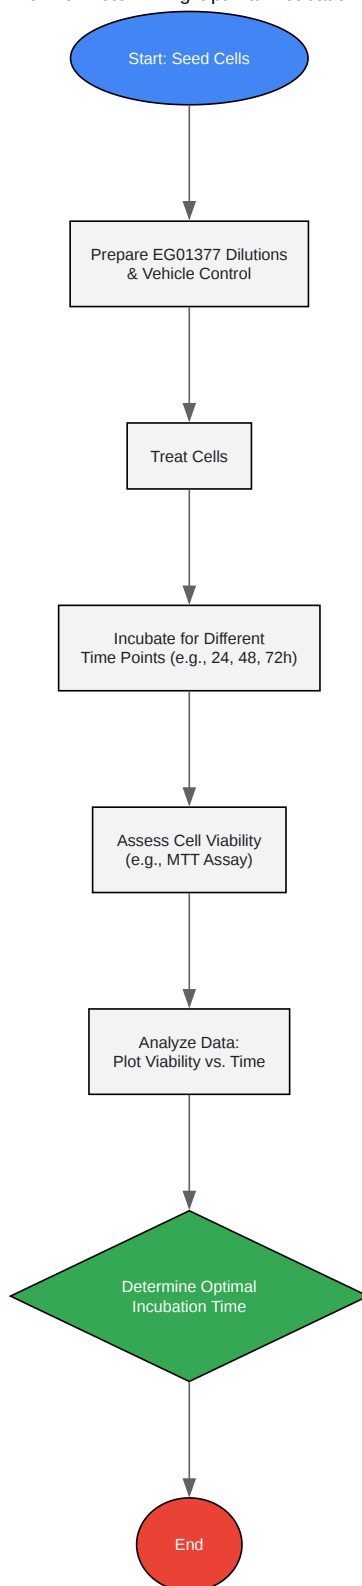 Start: Seed Cells
Prepare EG01377 Dilutions
& Vehicle Control
Treat Cells
Incubate for Different
Time Points (e.g., 24, 48, 72h)
Assess Cell Viability
(e.g., MTT Assay)
Analyze Data:
Plot Viability vs. Time
Determine Optimal
Incubation Time
End